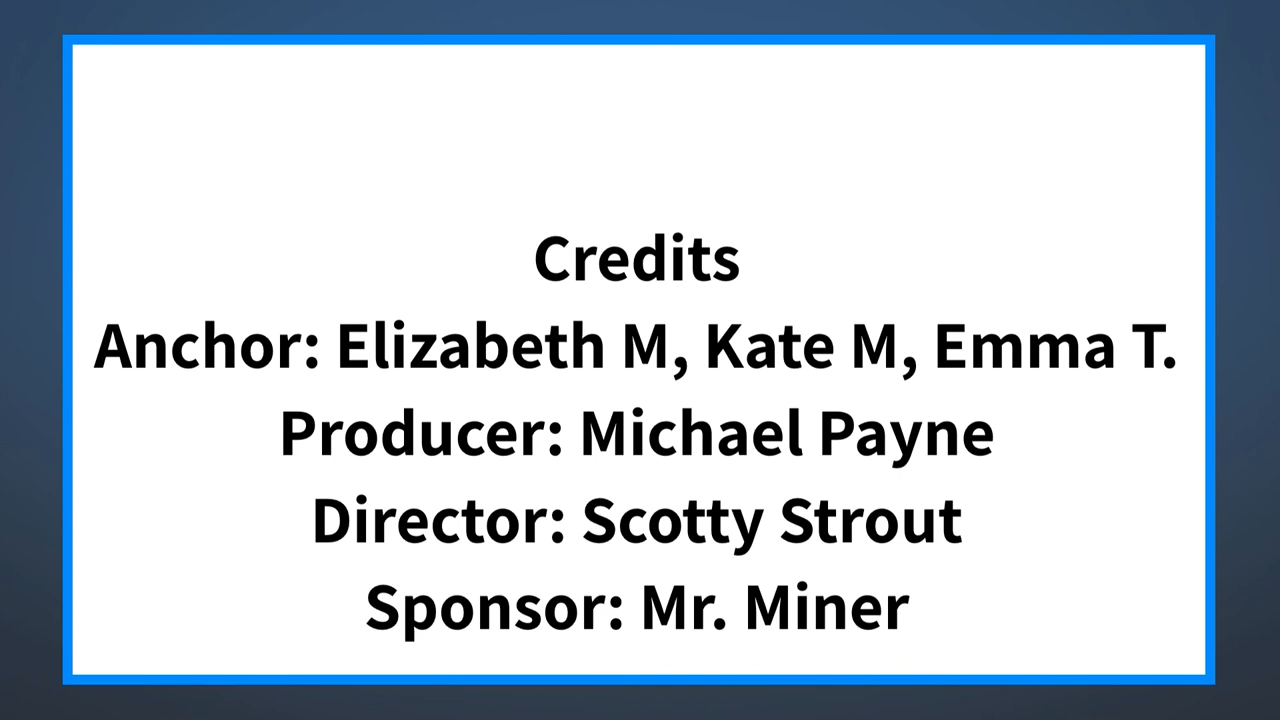 Credits
Anchor: Elizabeth M, Kate M, Emma T.
Producer: Michael Payne
Director: Scotty Strout
Sponsor: Mr. Miner